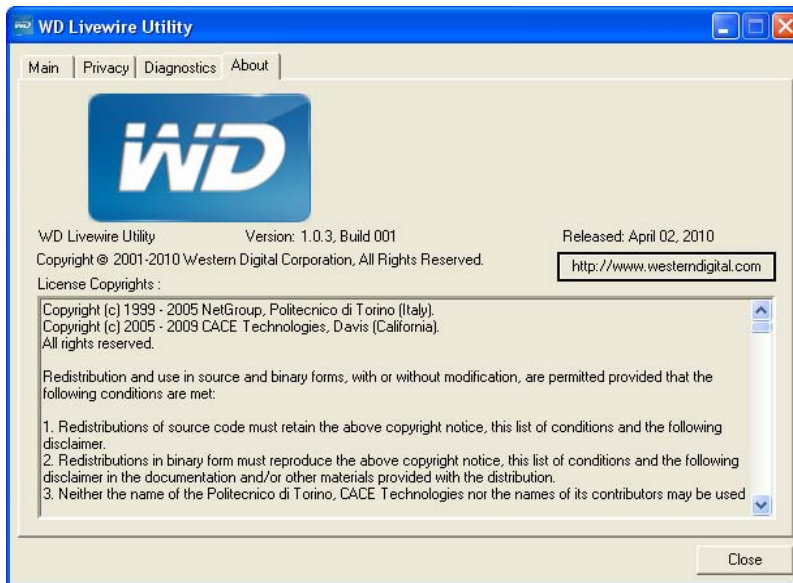 WD Livewire Utility
Main Privacy Diagnostics About
WD
WD Livewire Utility Version: 1.0.3, Build 001 Released: April 02, 2010
Copyright © 2001-2010 Western Digital Corporation, All Rights Reserved.
http://www.westerndigital.com
License Copyrights :
Copyright (c) 1999 - 2005 NetGroup, Politecnico di Torino (Italy).
Copyright (c) 2005 - 2009 CACE Technologies, Davis (California).
All rights reserved.
Redistribution and use in source and binary forms, with or without modification, are permitted provided that the
following conditions are met:
1. Redistributions of source code must retain the above copyright notice, this list of conditions and the following
disclaimer.
2. Redistributions in binary form must reproduce the above copyright notice, this list of conditions and the following
disclaimer in the documentation and/or other materials provided with the distribution.
3. Neither the name of the Politecnico di Torino, CACE Technologies nor the names of its contributors may be used
Close